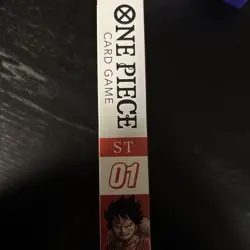 ONE PIECE
CARD GAME
ST
01